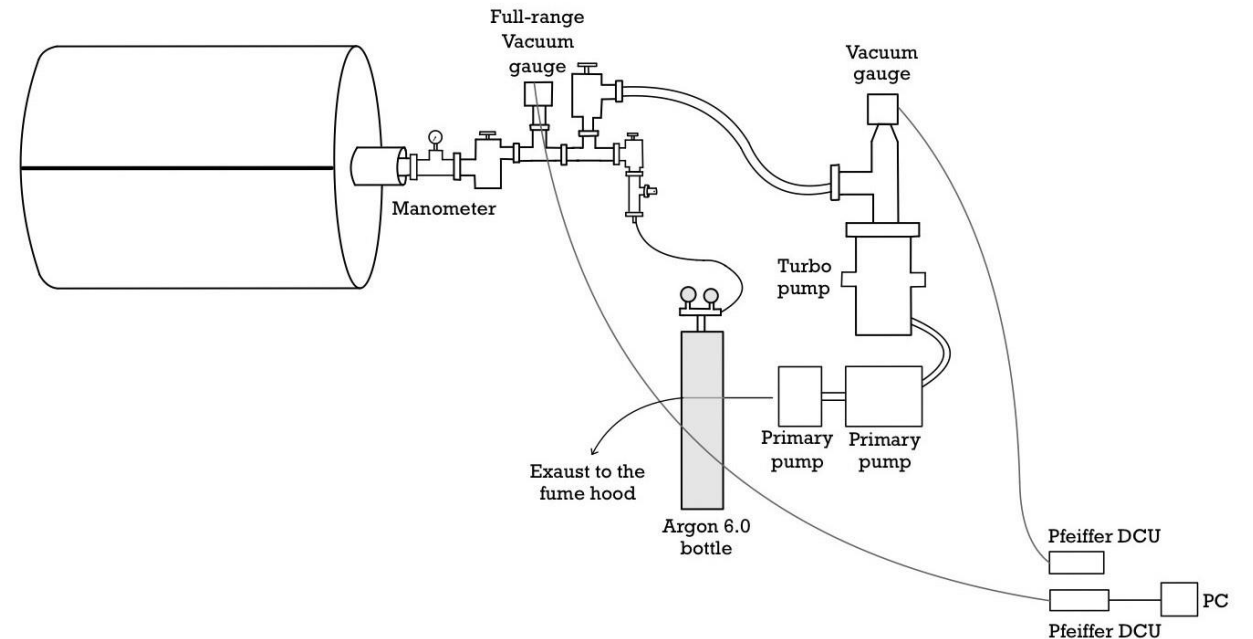 Full-range
Vacuum
gauge
Vacuum
gauge
Manometer
Turbo
pump
Primary
pump
Primary
pump
Exaust to the
fume hood
Argon 6.0
bottle
Pfeiffer DCU
PC
Pfeiffer DCU